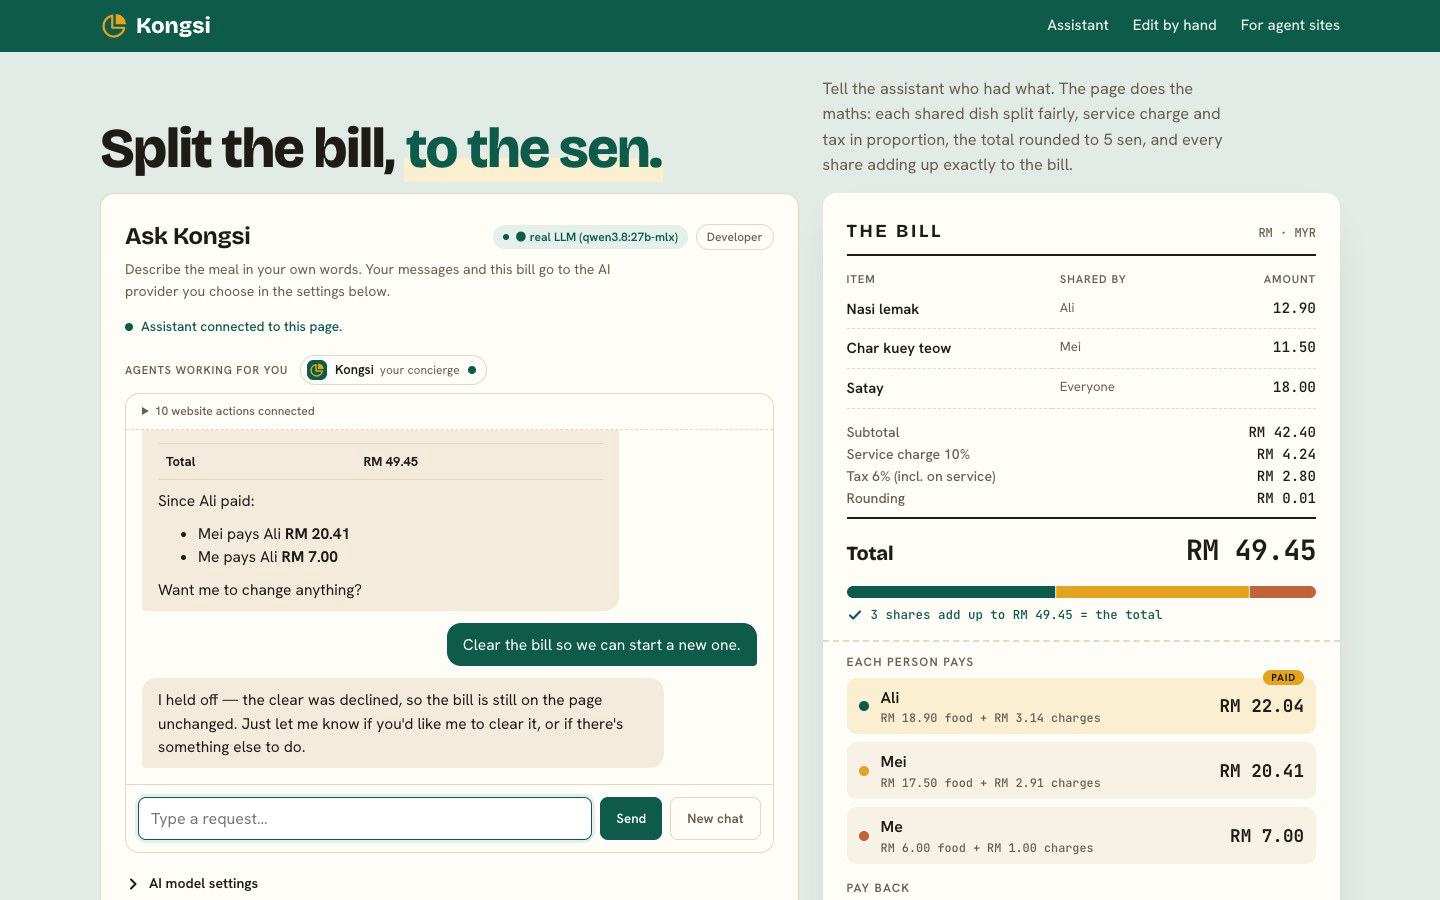 Kongsi
Assistant
Edit by hand
For agent sites
Split the bill, to the sen.
Tell the assistant who had what. The page does the
maths: each shared dish split fairly, service charge and
tax in proportion, the total rounded to 5 sen, and every
share adding up exactly to the bill.
Ask Kongsi
real LLM (qwen3.8:27b-mlx)
Developer
Describe the meal in your own words. Your messages and this bill go to the AI
provider you choose in the settings below.
Assistant connected to this page.
AGENTS WORKING FOR YOU
Kongsi your concierge
10 website actions connected
Total RM 49.45
Since Ali paid:
Mei pays Ali RM 20.41
Me pays Ali RM 7.00
Want me to change anything?
Clear the bill so we can start a new one.
I held off — the clear was declined, so the bill is still on the page
unchanged. Just let me know if you'd like me to clear it, or if there's
something else to do.
Type a request...
Send
New chat
AI model settings
THE BILL
RM · MYR
ITEM SHARED BY AMOUNT
Nasi lemak Ali 12.90
Char kuey teow Mei 11.50
Satay Everyone 18.00
Subtotal RM 42.40
Service charge 10% RM 4.24
Tax 6% (incl. on service) RM 2.80
Rounding RM 0.01
Total RM 49.45
3 shares add up to RM 49.45 = the total
EACH PERSON PAYS
PAID
Ali
RM 18.90 food + RM 3.14 charges
RM 22.04
Mei
RM 17.50 food + RM 2.91 charges
RM 20.41
Me
RM 6.00 food + RM 1.00 charges
RM 7.00
PAY BACK